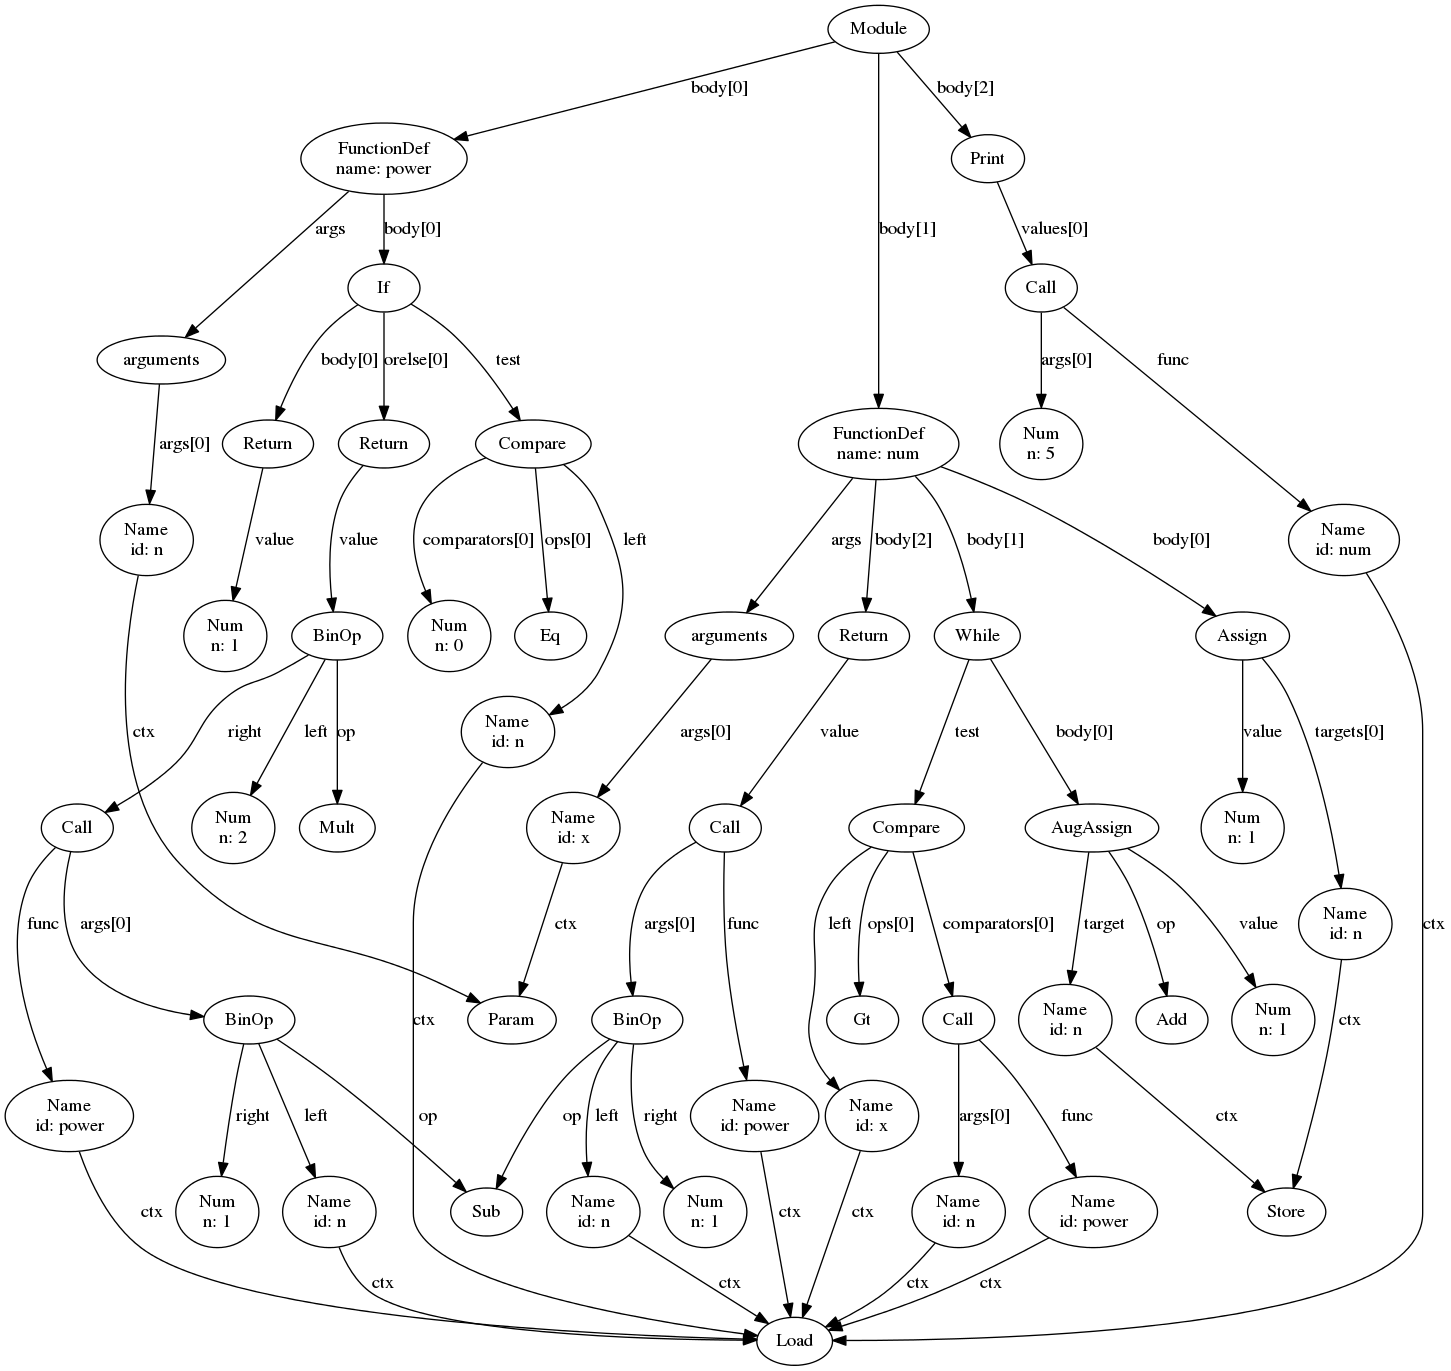 Module
body[0]
body[2]
FunctionDef
name: power
Print
args
body[0]
body[1]
values[0]
If
Call
body[0]
orelse[0]
test
args[0]
func
arguments
args[0]
Return
Return
Compare
FunctionDef
name: num
Num
n: 5
value
value
comparators[0]
ops[0]
left
args
body[2]
body[1]
body[0]
Name
id: n
Name
id: num
Num
n: 1
BinOp
Num
n: 0
Eq
arguments
Return
While
Assign
ctx
right
left
op
Name
id: n
args[0]
value
test
body[0]
value
targets[0]
Call
Num
n: 2
Mult
Name
id: x
Call
Compare
AugAssign
Num
n: 1
func
args[0]
ctx
args[0]
func
left
ops[0]
comparators[0]
target
op
value
Name
id: n
ctx
BinOp
ctx
Param
BinOp
Gt
Call
Name
id: n
Add
Num
n: 1
ctx
Name
id: power
right
left
op
op
left
right
Name
id: power
Name
id: x
args[0]
func
ctx
ctx
Num
n: 1
Name
id: n
Sub
Name
id: n
Num
n: 1
ctx
ctx
Name
id: n
Name
id: power
Store
ctx
ctx
ctx
ctx
Load